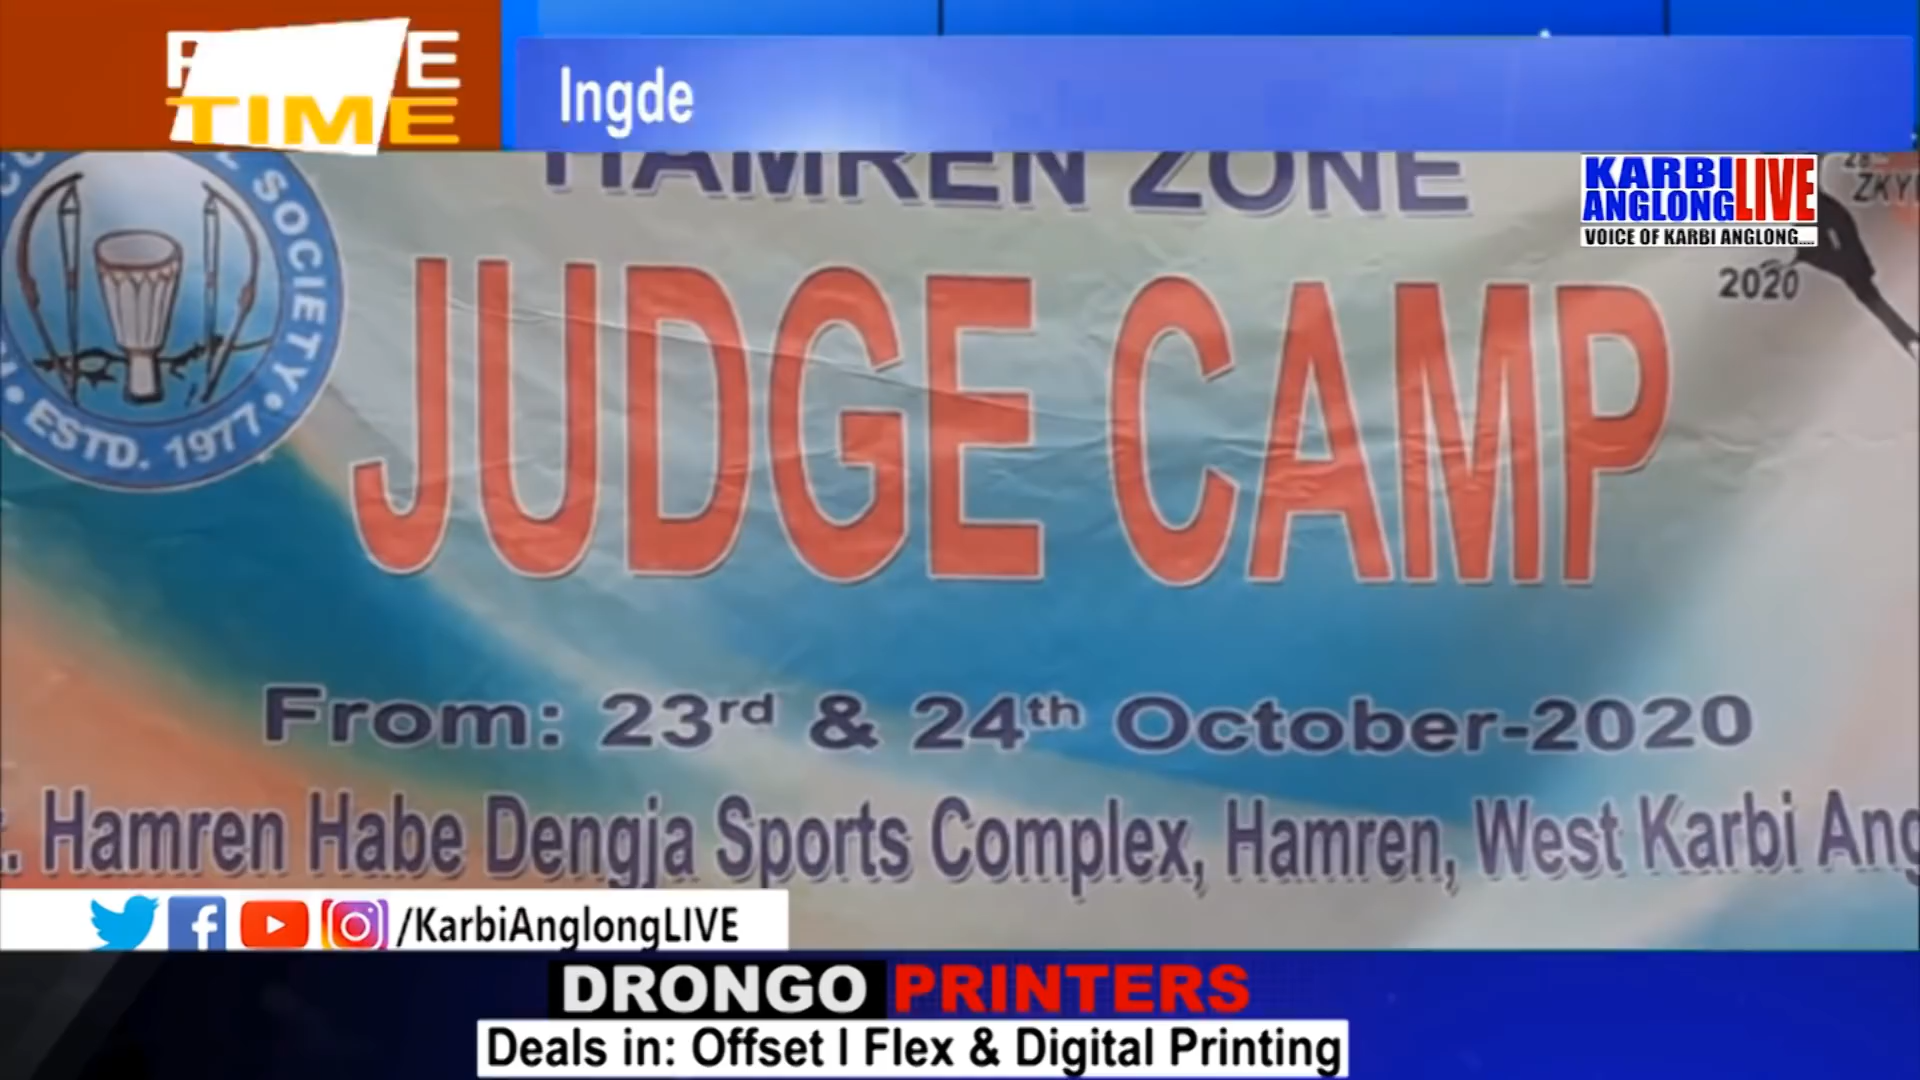 TIME
Ingde
HAMREN ZONE
KARBI
ANGLONG LIVE
VOICE OF KARBI ANGLONG....
2020
SOCIETY
ESTD. 1977
JUDGE CAMP
From: 23rd & 24th October-2020
Hamren Habe Dengja Sports Complex, Hamren, West Karbi Ang
/KarbiAnglongLIVE
DRONGO PRINTERS
Deals in: Offset I Flex & Digital Printing